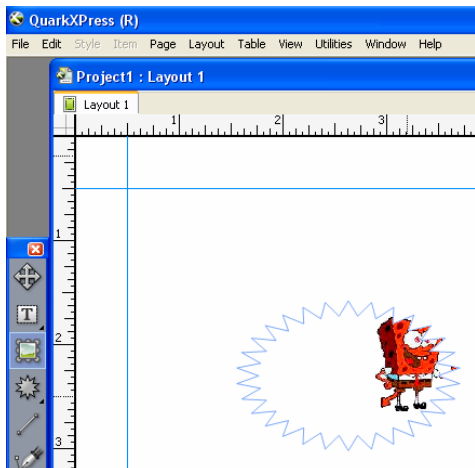 QuarkXPress (R)
File Edit Style Item Page Layout Table View Utilities Window Help
Project1 : Layout 1
Layout 1
1 2 3
1
T
2
3